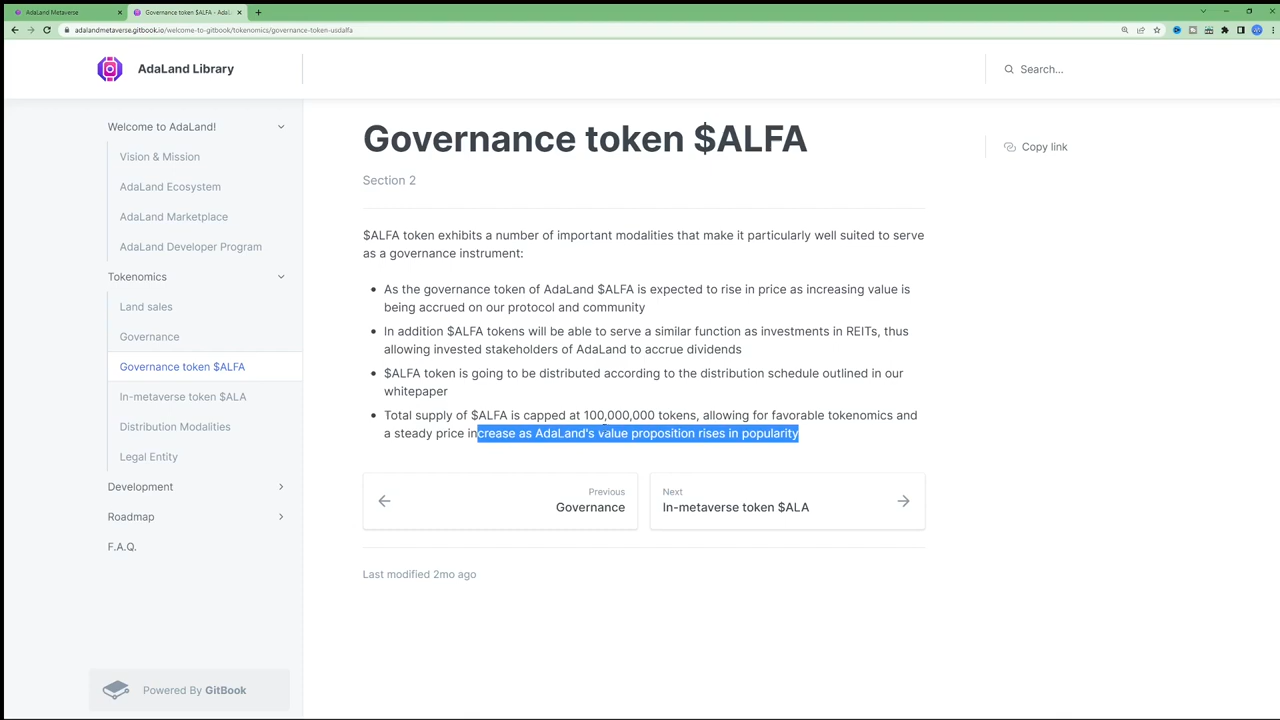 AdaLand Metaverse
Governance token $ALFA - AdaL
adalandmetaverse.gitbook.io/welcome-to-gitbook/tokenomics/governance-token-usdalfa
AdaLand Library
Search...
Welcome to AdaLand!
Vision & Mission
AdaLand Ecosystem
AdaLand Marketplace
AdaLand Developer Program
Tokenomics
Land sales
Governance
Governance token $ALFA
In-metaverse token $ALA
Distribution Modalities
Legal Entity
Development
Roadmap
F.A.Q.
Powered By GitBook
Governance token $ALFA
Copy link
Section 2
$ALFA token exhibits a number of important modalities that make it particularly well suited to serve
as a governance instrument:
• As the governance token of AdaLand $ALFA is expected to rise in price as increasing value is
being accrued on our protocol and community
• In addition $ALFA tokens will be able to serve a similar function as investments in REITs, thus
allowing invested stakeholders of AdaLand to accrue dividends
• $ALFA token is going to be distributed according to the distribution schedule outlined in our
whitepaper
• Total supply of $ALFA is capped at 100,000,000 tokens, allowing for favorable tokenomics and
a steady price increase as AdaLand's value proposition rises in popularity
Previous
Governance
Next
In-metaverse token $ALA
Last modified 2mo ago